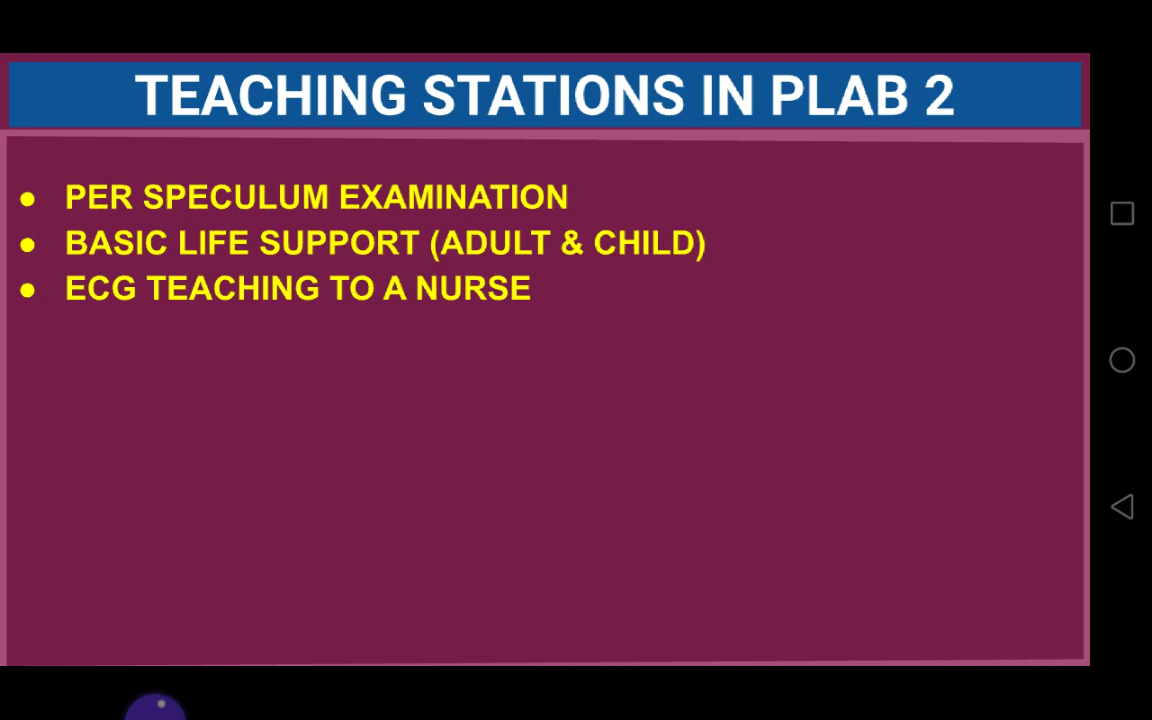 TEACHING STATIONS IN PLAB 2
● PER SPECULUM EXAMINATION
● BASIC LIFE SUPPORT (ADULT & CHILD)
● ECG TEACHING TO A NURSE